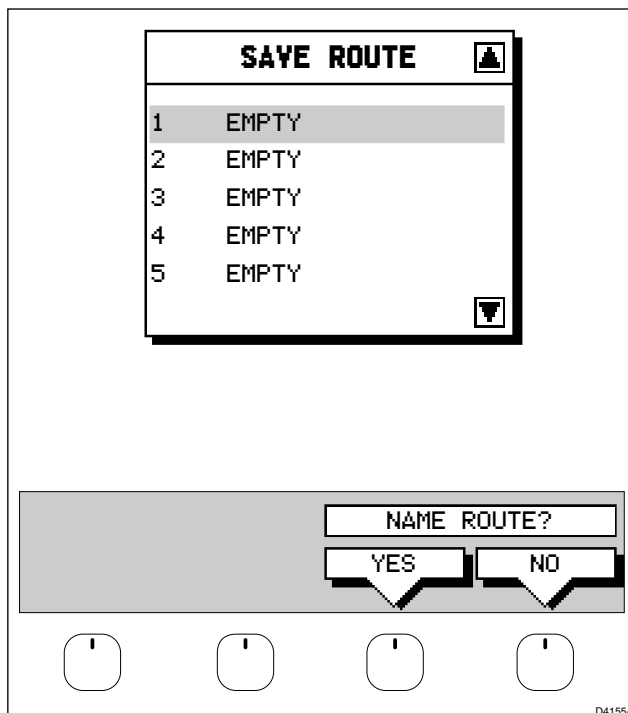 SAVE ROUTE
1 EMPTY
2 EMPTY
3 EMPTY
4 EMPTY
5 EMPTY
NAME ROUTE?
YES NO